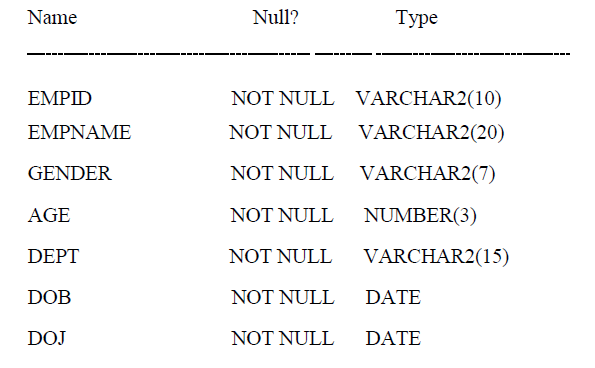 Name Null? Type
EMPID NOT NULL VARCHAR2(10)
EMPNAME NOT NULL VARCHAR2(20)
GENDER NOT NULL VARCHAR2(7)
AGE NOT NULL NUMBER(3)
DEPT NOT NULL VARCHAR2(15)
DOB NOT NULL DATE
DOJ NOT NULL DATE